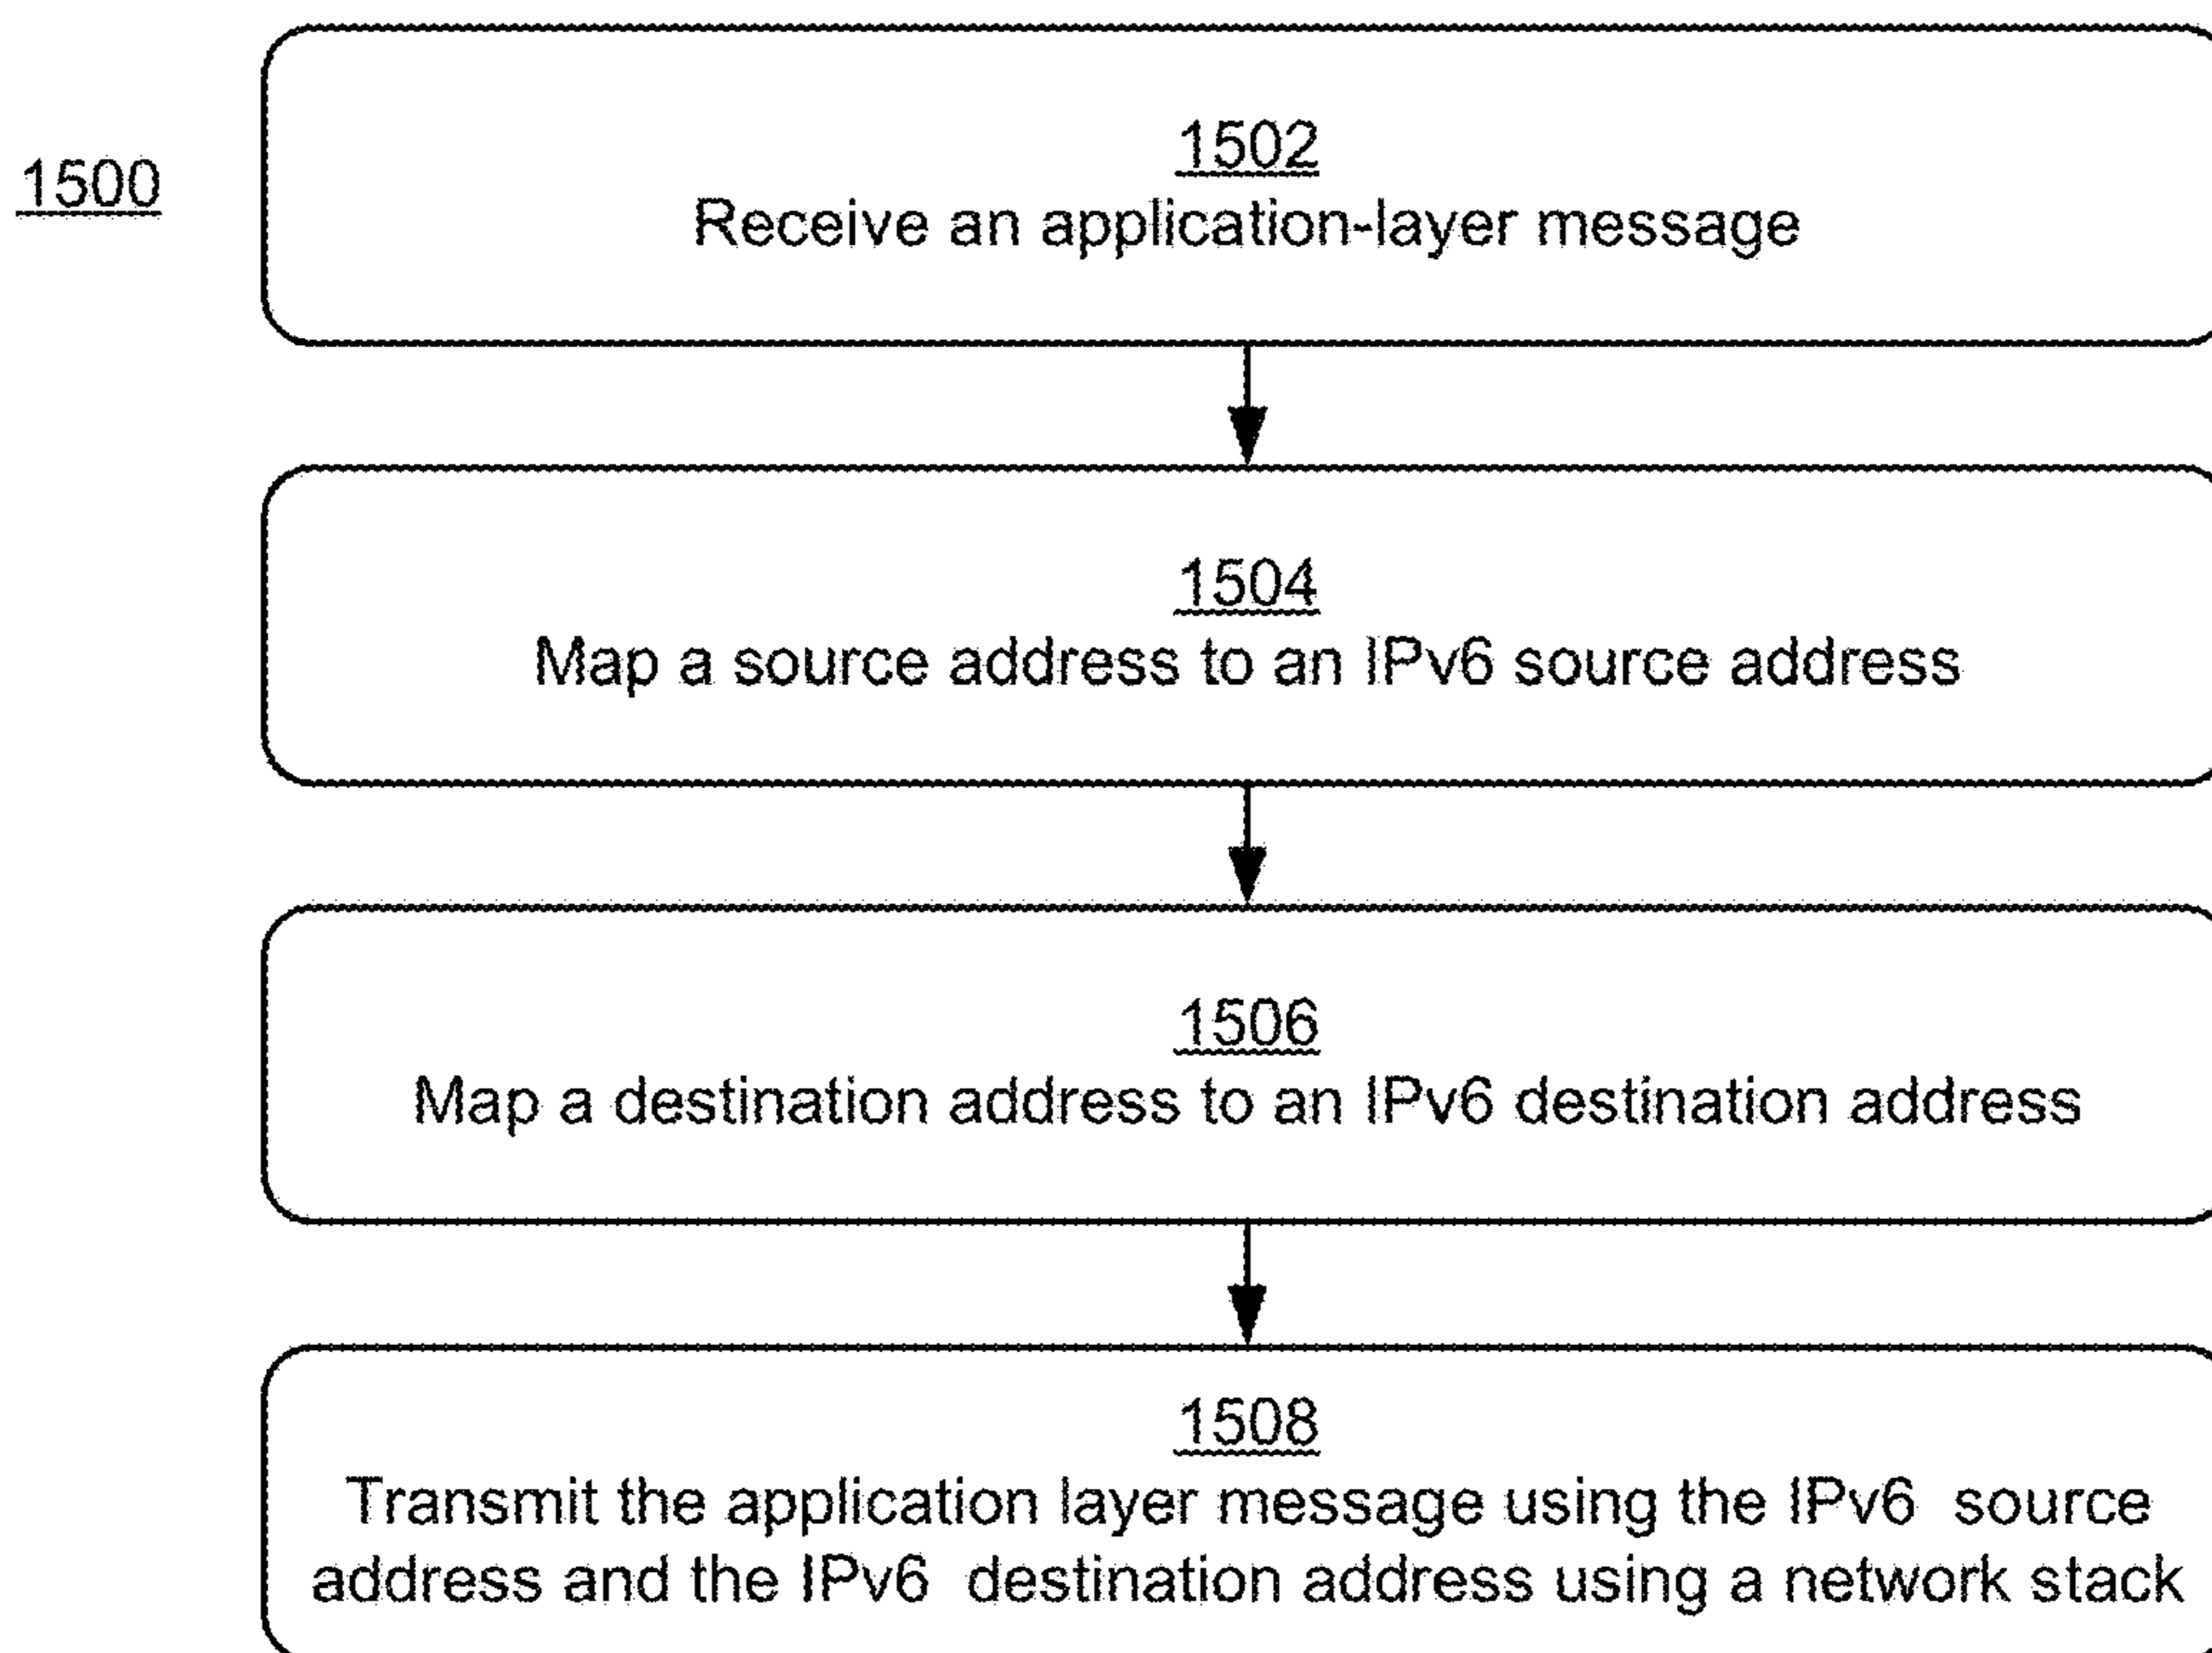 1500
1502
Receive an application-layer message
1504
Map a source address to an IPv6 source address
1506
Map a destination address to an IPv6 destination address
1508
Transmit the application layer message using the IPv6 source
address and the IPv6 destination address using a network stack